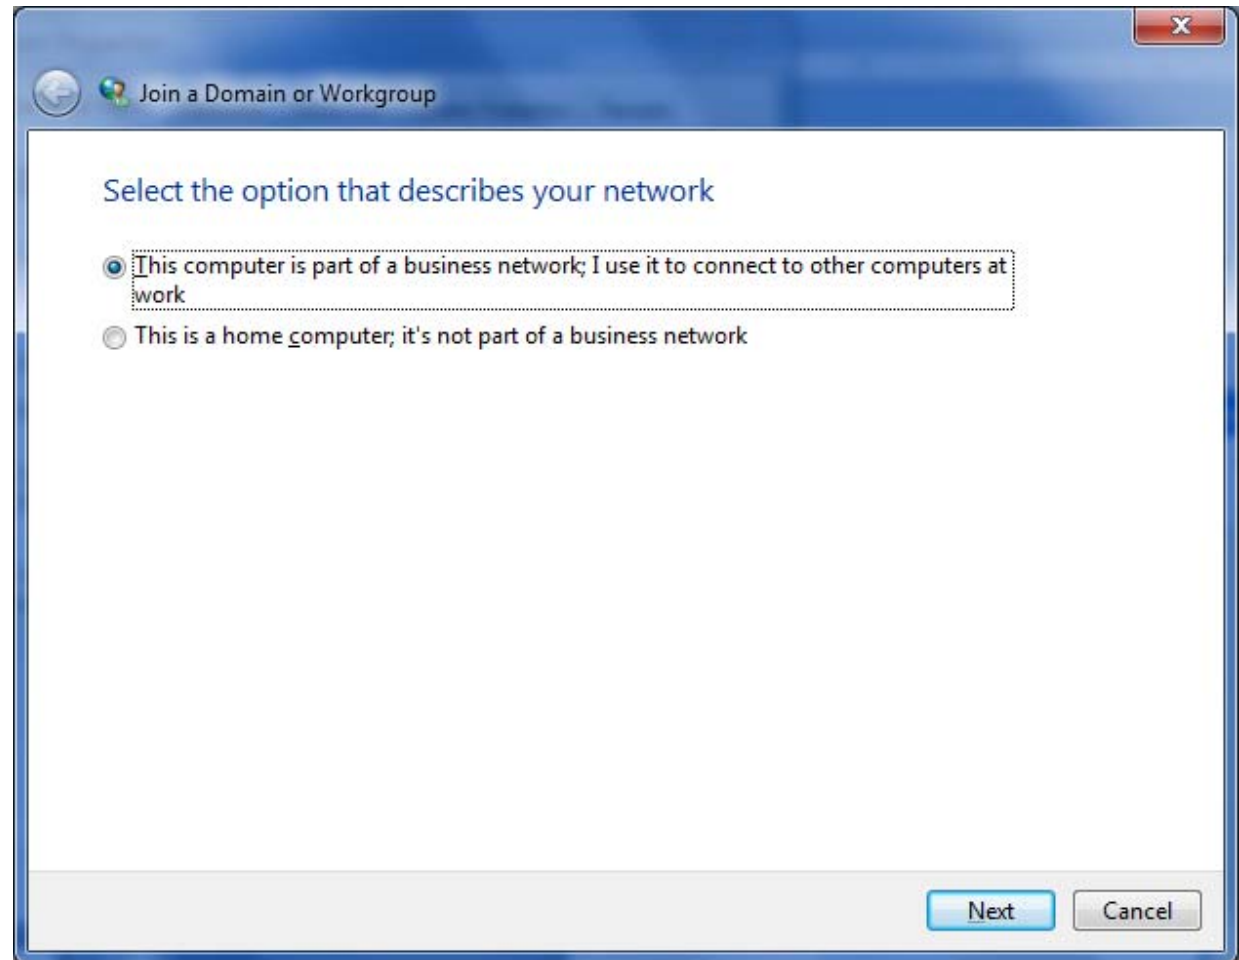 Join a Domain or Workgroup
Select the option that describes your network
This computer is part of a business network; I use it to connect to other computers at
work
This is a home computer; it's not part of a business network
Next
Cancel